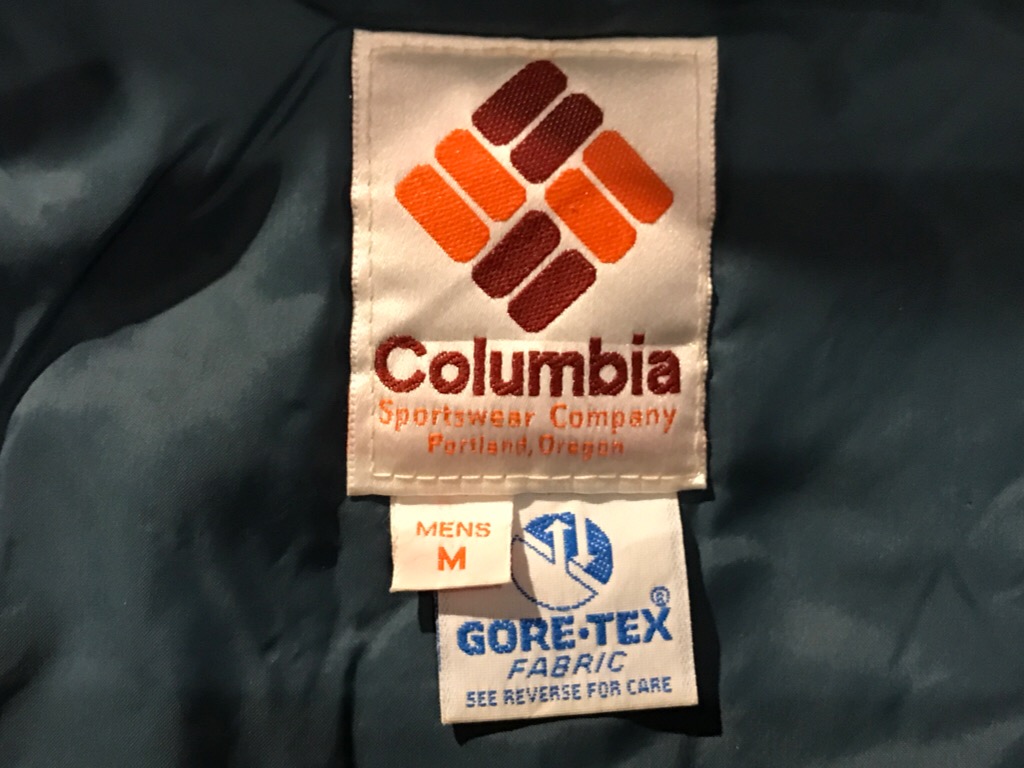 Columbia
Sportswear Company
Portland, Oregon
MENS
M
GORE·TEX®
FABRIC
SEE REVERSE FOR CARE